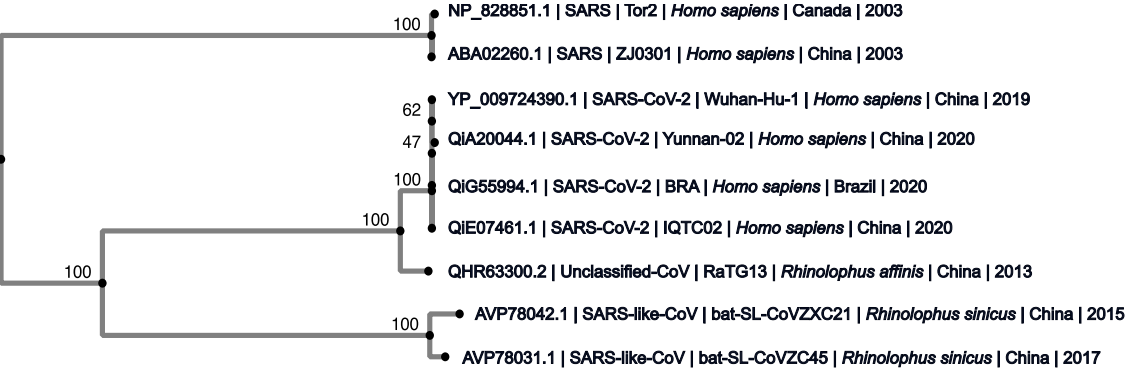 100
NP_828851.1 | SARS | Tor2 | Homo sapiens | Canada | 2003
ABA02260.1 | SARS | ZJ0301 | Homo sapiens | China | 2003
62
YP_009724390.1 | SARS-CoV-2 | Wuhan-Hu-1 | Homo sapiens | China | 2019
47
QiA20044.1 | SARS-CoV-2 | Yunnan-02 | Homo sapiens | China | 2020
100
QiG55994.1 | SARS-CoV-2 | BRA | Homo sapiens | Brazil | 2020
100
QiE07461.1 | SARS-CoV-2 | IQTC02 | Homo sapiens | China | 2020
100
QHR63300.2 | Unclassified-CoV | RaTG13 | Rhinolophus affinis | China | 2013
100
AVP78042.1 | SARS-like-CoV | bat-SL-CoVZXC21 | Rhinolophus sinicus | China | 2015
AVP78031.1 | SARS-like-CoV | bat-SL-CoVZC45 | Rhinolophus sinicus | China | 2017